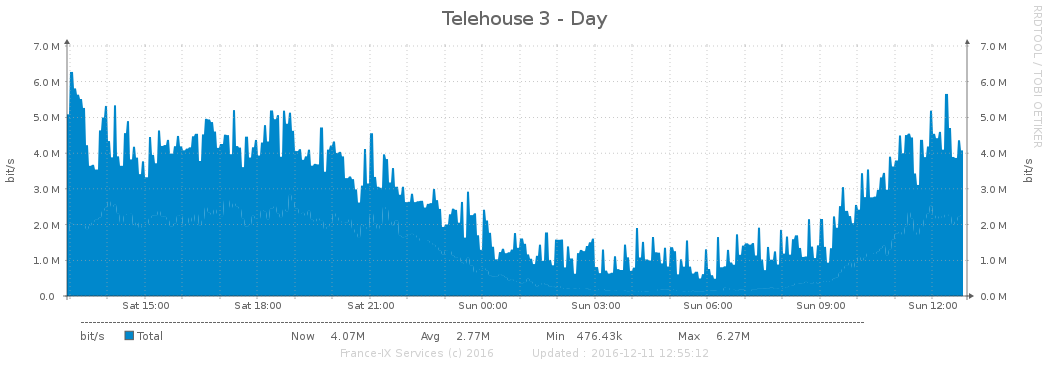 Telehouse 3 - Day
RRDTOOL / TOBI OETIKER
bit/s
bit/s
7.0 M 7.0 M
6.0 M 6.0 M
5.0 M 5.0 M
4.0 M 4.0 M
3.0 M 3.0 M
2.0 M 2.0 M
1.0 M 1.0 M
0.0 0.0 M
Sat 15:00 Sat 18:00 Sat 21:00 Sun 00:00 Sun 03:00 Sun 06:00 Sun 09:00 Sun 12:00
bit/s Total Now 4.07M Avg 2.77M Min 476.43k Max 6.27M
France-IX Services (c) 2016 Updated : 2016-12-11 12:55:12